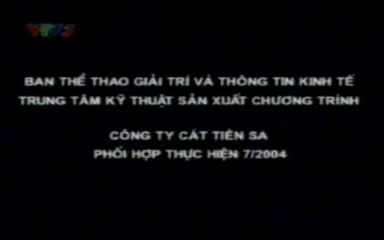 VTV3
BAN THỂ THAO GIẢI TRÍ VÀ THÔNG TIN KINH TẾ
TRUNG TÂM KỸ THUẬT SẢN XUẤT CHƯƠNG TRÌNH
CÔNG TY CÁT TIÊN SA
PHỐI HỢP THỰC HIỆN 7/2004